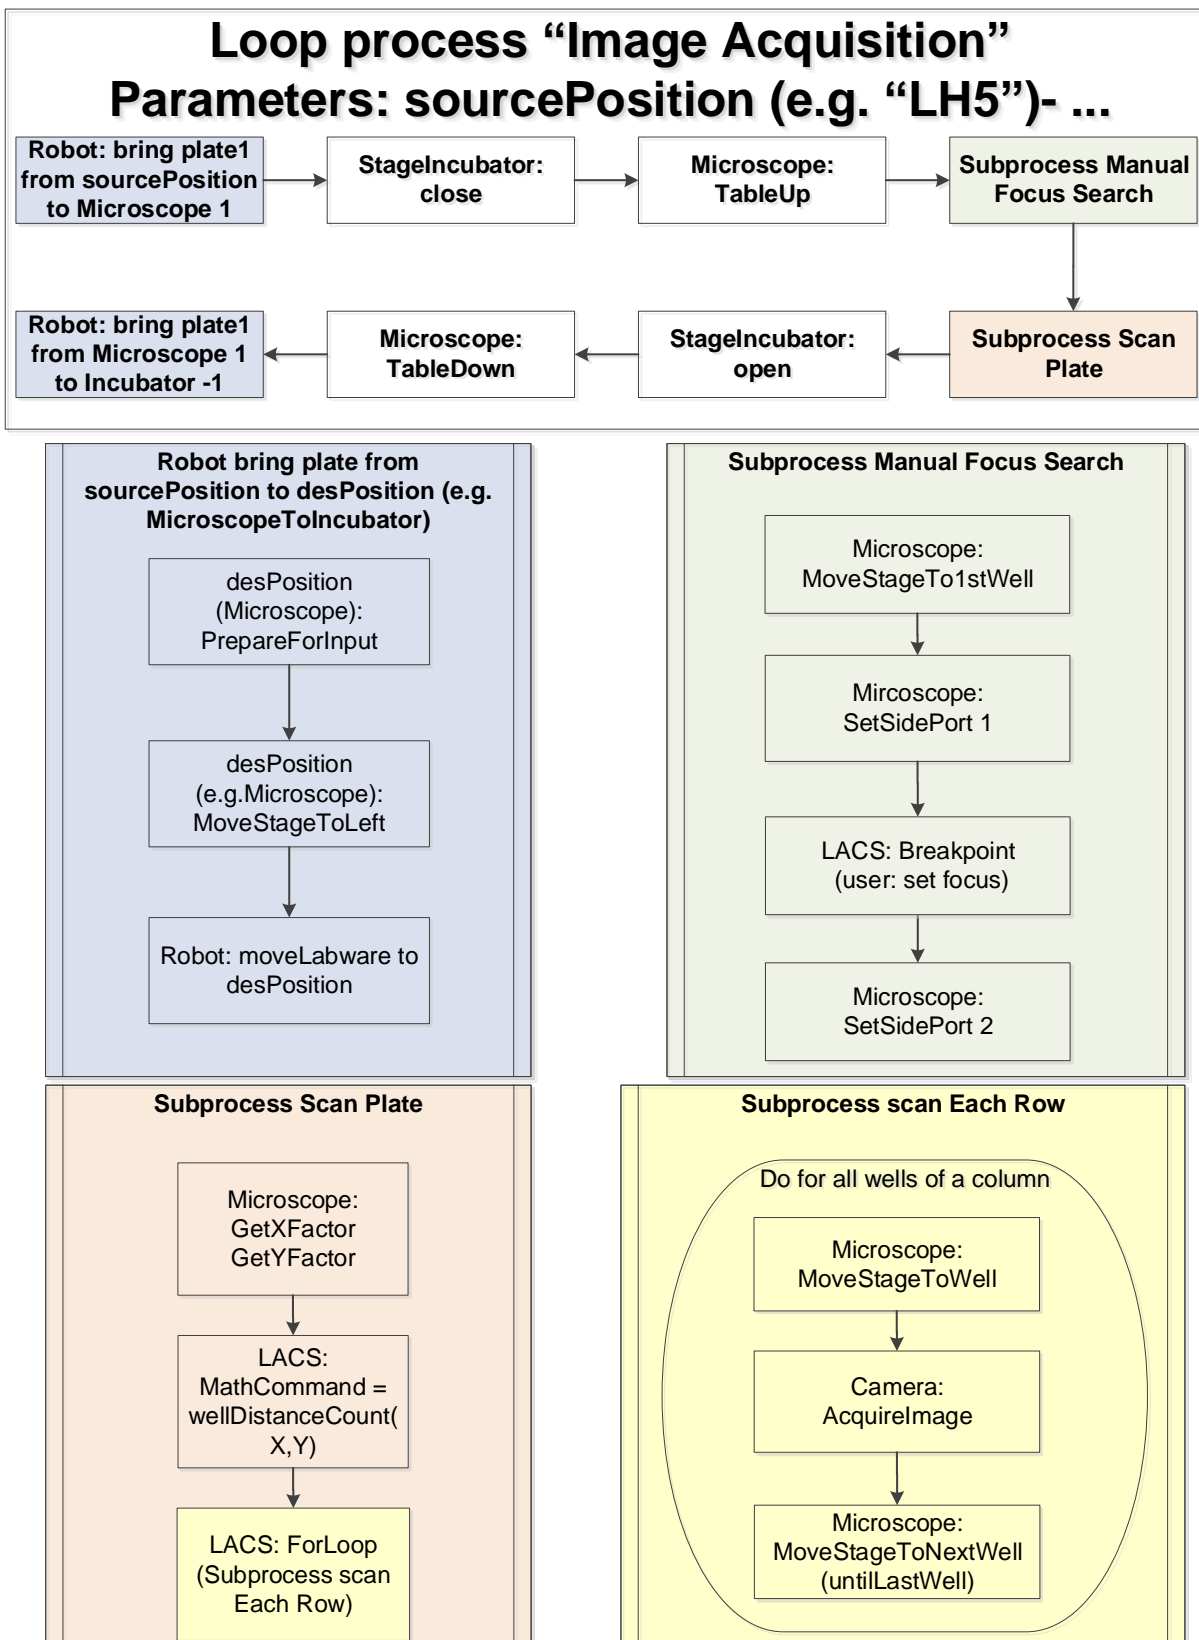 Loop process “Image Acquisition”
Parameters: sourcePosition (e.g. “LH5”)- ...
Robot: bring plate1
from sourcePosition
to Microscope 1
StageIncubator:
close
Microscope:
TableUp
Subprocess Manual
Focus Search
Robot: bring plate1
from Microscope 1
to Incubator -1
Microscope:
TableDown
StageIncubator:
open
Subprocess Scan
Plate
Robot bring plate from
sourcePosition to desPosition (e.g.
MicroscopeToIncubator)
desPosition
(Microscope):
PrepareForInput
desPosition
(e.g.Microscope):
MoveStageToLeft
Robot: moveLabware to
desPosition
Subprocess Manual Focus Search
Microscope:
MoveStageTo1stWell
Mircoscope:
SetSidePort 1
LACS: Breakpoint
(user: set focus)
Microscope:
SetSidePort 2
Subprocess Scan Plate
Microscope:
GetXFactor
GetYFactor
LACS:
MathCommand =
wellDistanceCount(
X,Y)
LACS: ForLoop
(Subprocess scan
Each Row)
Subprocess scan Each Row
Do for all wells of a column
Microscope:
MoveStageToWell
Camera:
AcquireImage
Microscope:
MoveStageToNextWell
(untilLastWell)